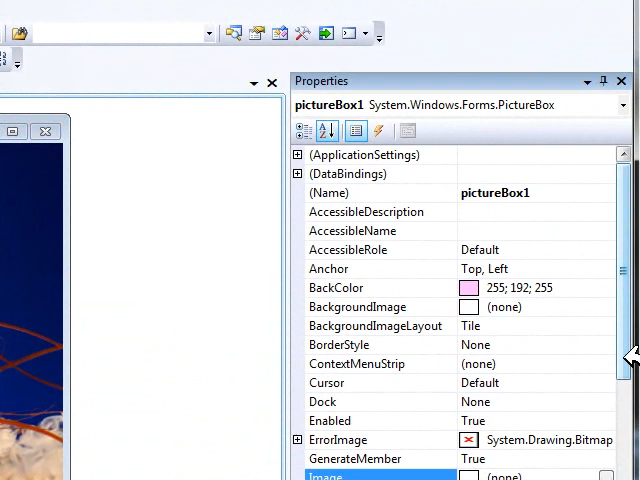 Properties
pictureBox1 System.Windows.Forms.PictureBox
(ApplicationSettings)
(DataBindings)
(Name) pictureBox1
AccessibleDescription
AccessibleName
AccessibleRole Default
Anchor Top, Left
BackColor 255; 192; 255
BackgroundImage (none)
BackgroundImageLayout Tile
BorderStyle None
ContextMenuStrip (none)
Cursor Default
Dock None
Enabled True
ErrorImage System.Drawing.Bitmap
GenerateMember True
Image (none)